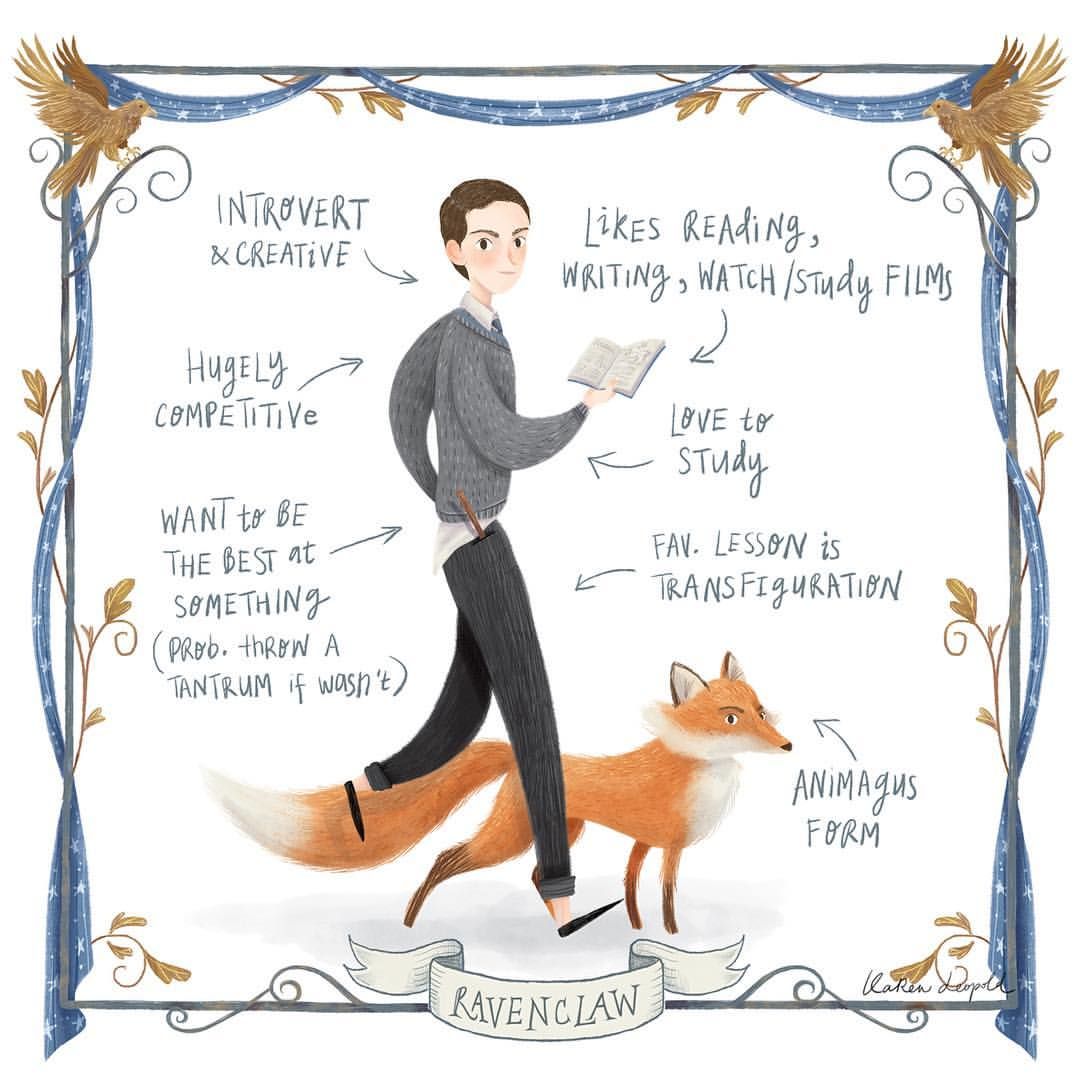 INTROVERT
& CREATIVE
LIKES READING,
WRITING, WATCH/STUDY FILMS
HUGELY
COMPETITIVE
LOVE to
STUDY
WANT to BE
THE BEST at
SOMETHING
(PROB. THROW A
TANTRUM if wasn't)
FAV. LESSON is
TRANSFIGURATION
ANIMAGUS
FORM
RAVENCLAW
Karen Leopold